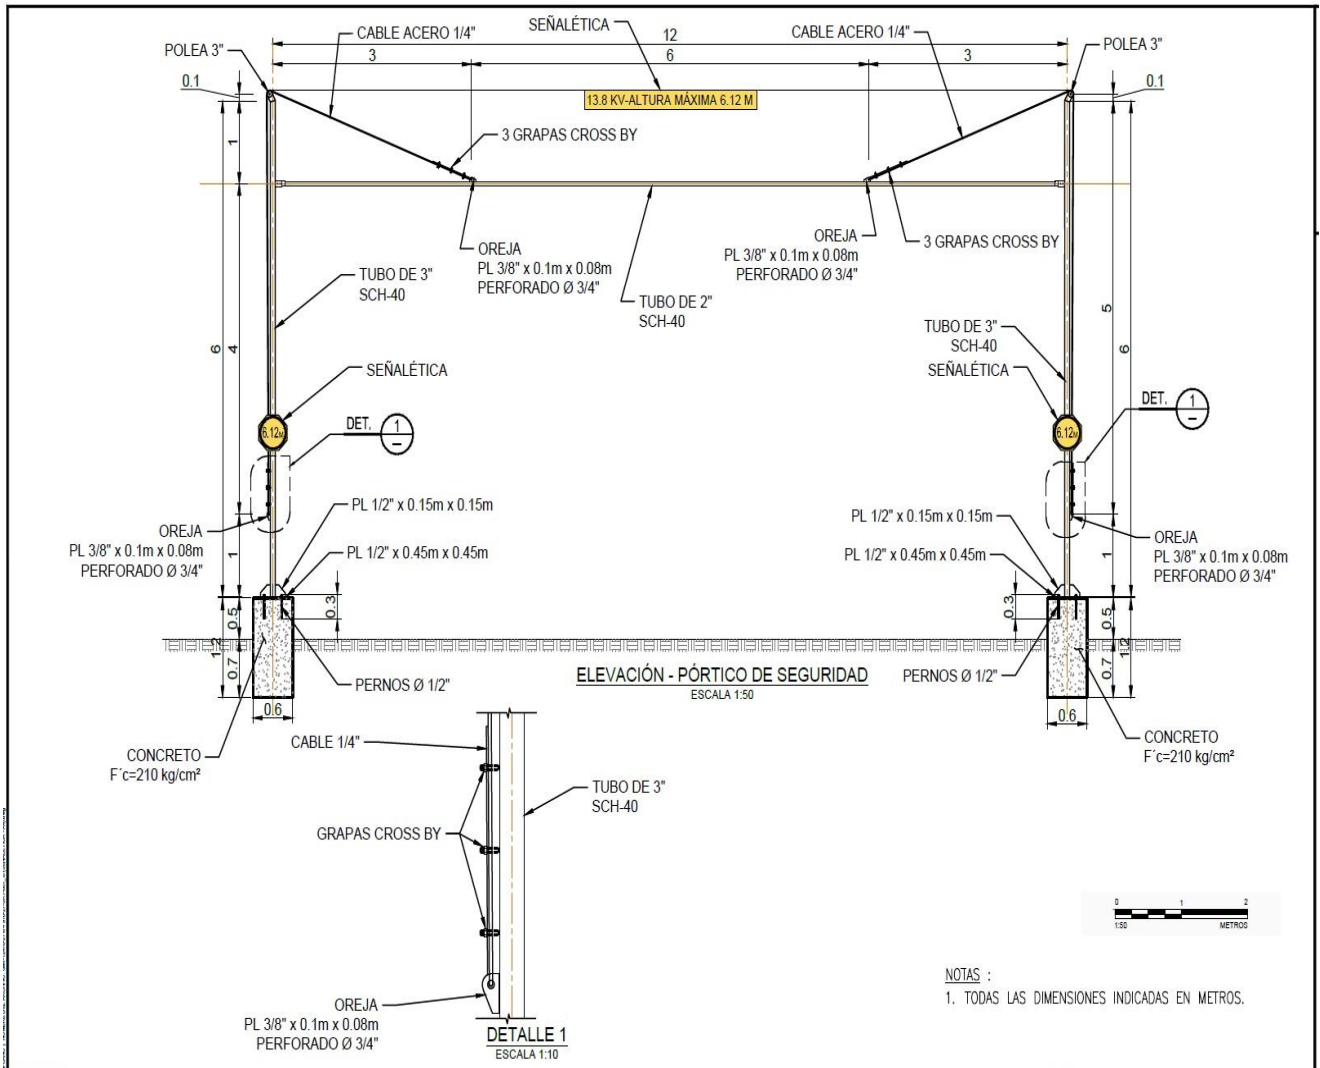 SEÑALÉTICA
CABLE ACERO 1/4"
12
CABLE ACERO 1/4"
POLEA 3"
3
6
3
POLEA 3"
0.1
0.1
13.8 KV-ALTURA MÁXIMA 6.12 M
1
3 GRAPAS CROSS BY
OREJA
PL 3/8" x 0.1m x 0.08m
PERFORADO Ø 3/4"
OREJA
PL 3/8" x 0.1m x 0.08m
PERFORADO Ø 3/4"
3 GRAPAS CROSS BY
TUBO DE 3"
SCH-40
TUBO DE 2"
SCH-40
TUBO DE 3"
SCH-40
6
4
5
6
SEÑALÉTICA
SEÑALÉTICA
6.12M
DET. 1
–
6.12M
DET. 1
–
PL 1/2" x 0.15m x 0.15m
PL 1/2" x 0.45m x 0.45m
OREJA
PL 3/8" x 0.1m x 0.08m
PERFORADO Ø 3/4"
1
PL 1/2" x 0.15m x 0.15m
PL 1/2" x 0.45m x 0.45m
OREJA
PL 3/8" x 0.1m x 0.08m
PERFORADO Ø 3/4"
1
0.3
0.3
1.2
0.5
0.7
0.5
0.7
1.2
PERNOS Ø 1/2"
ELEVACIÓN - PÓRTICO DE SEGURIDAD
ESCALA 1:50
PERNOS Ø 1/2"
0.6
0.6
CONCRETO
F´c=210 kg/cm²
CONCRETO
F´c=210 kg/cm²
CABLE 1/4"
TUBO DE 3"
SCH-40
GRAPAS CROSS BY
OREJA
PL 3/8" x 0.1m x 0.08m
PERFORADO Ø 3/4"
DETALLE 1
ESCALA 1:10
0 1 2
1:50 METROS
NOTAS :
1. TODAS LAS DIMENSIONES INDICADAS EN METROS.